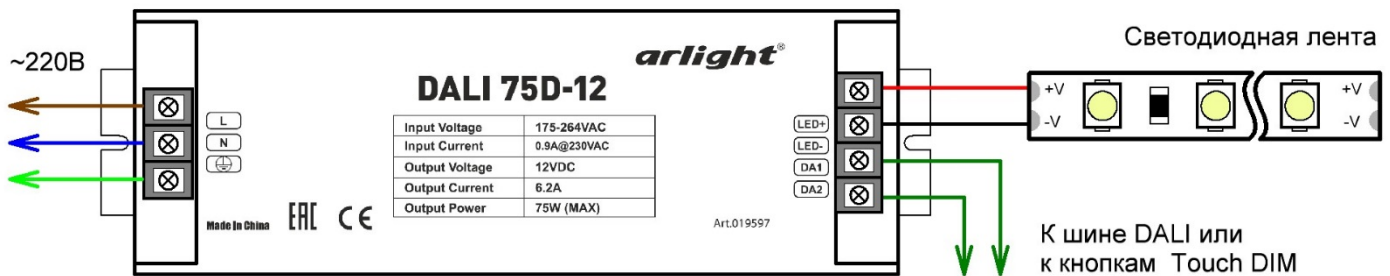 ~220В
arlight®
DALI 75D-12
L
N
Input Voltage 175-264VAC
Input Current 0.9A@230VAC
Output Voltage 12VDC
Output Current 6.2A
Output Power 75W (MAX)
Made In China
EAC CE
Art.019597
LED+
LED-
DA1
DA2
Светодиодная лента
+V +V
-V -V
К шине DALI или
к кнопкам Touch DIM